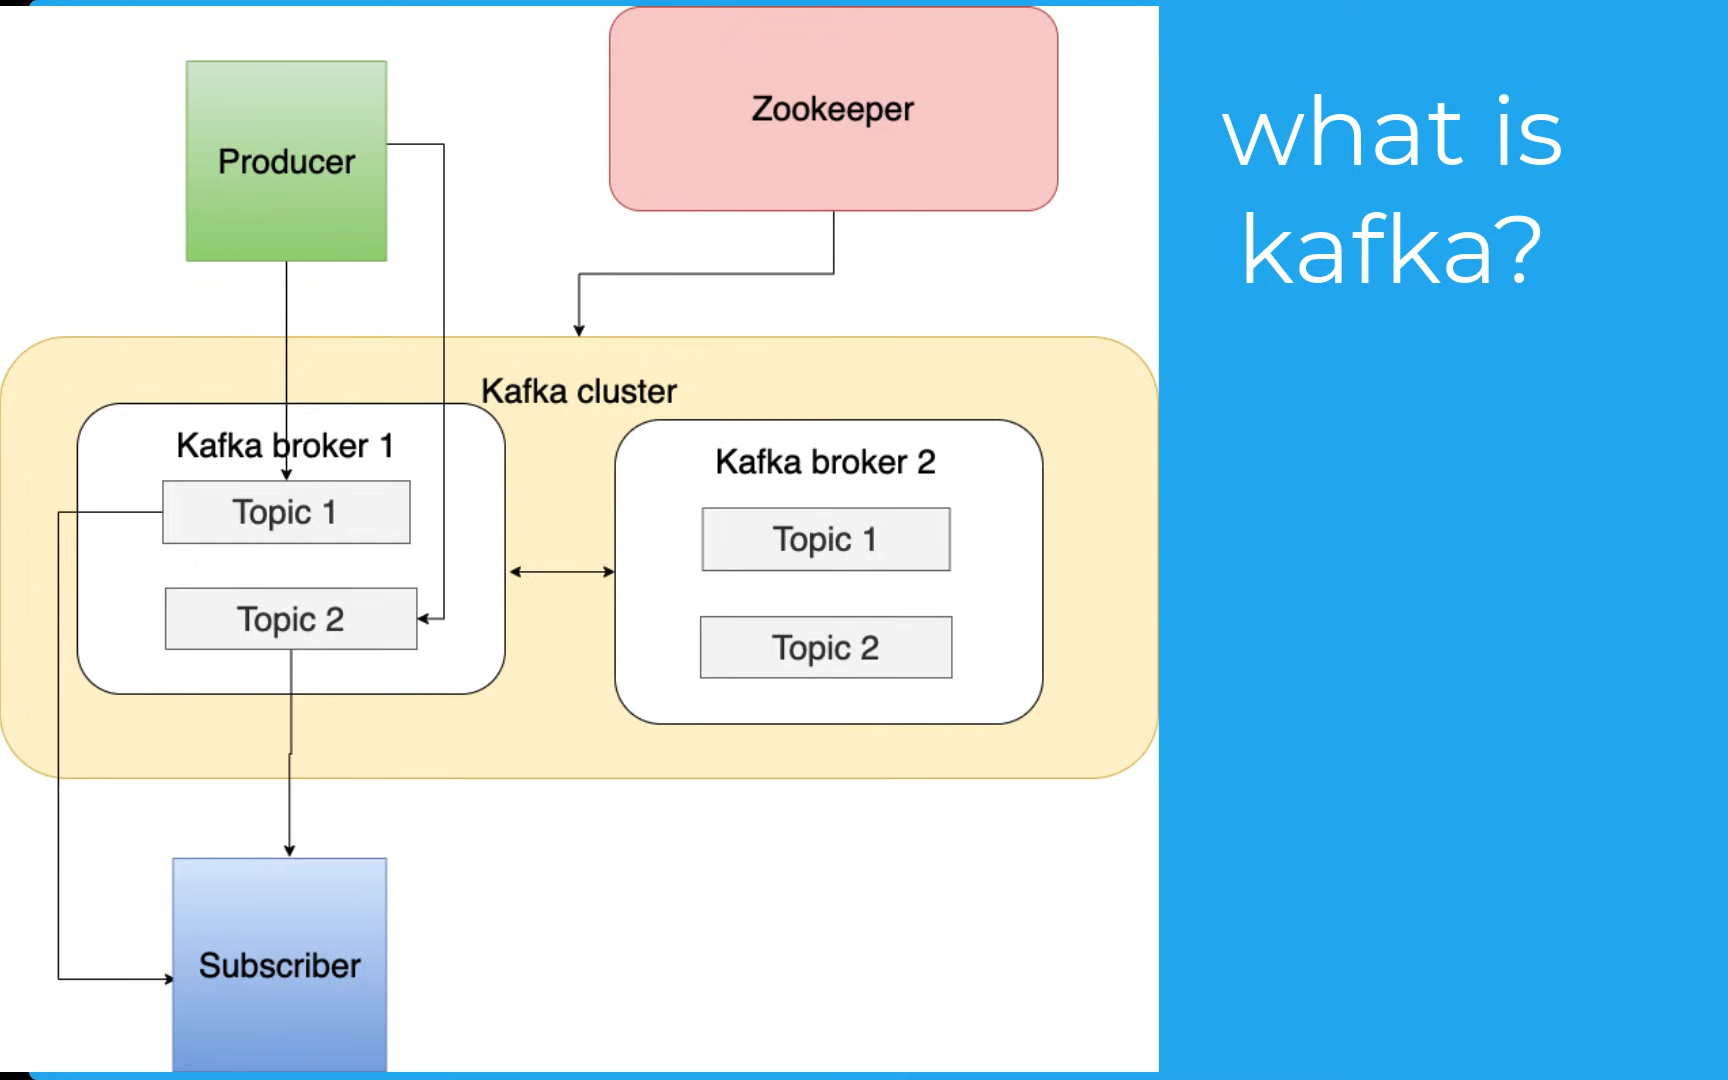 Producer
Zookeeper
what is
kafka?
Kafka cluster
Kafka broker 1
Topic 1
Topic 2
Kafka broker 2
Topic 1
Topic 2
Subscriber